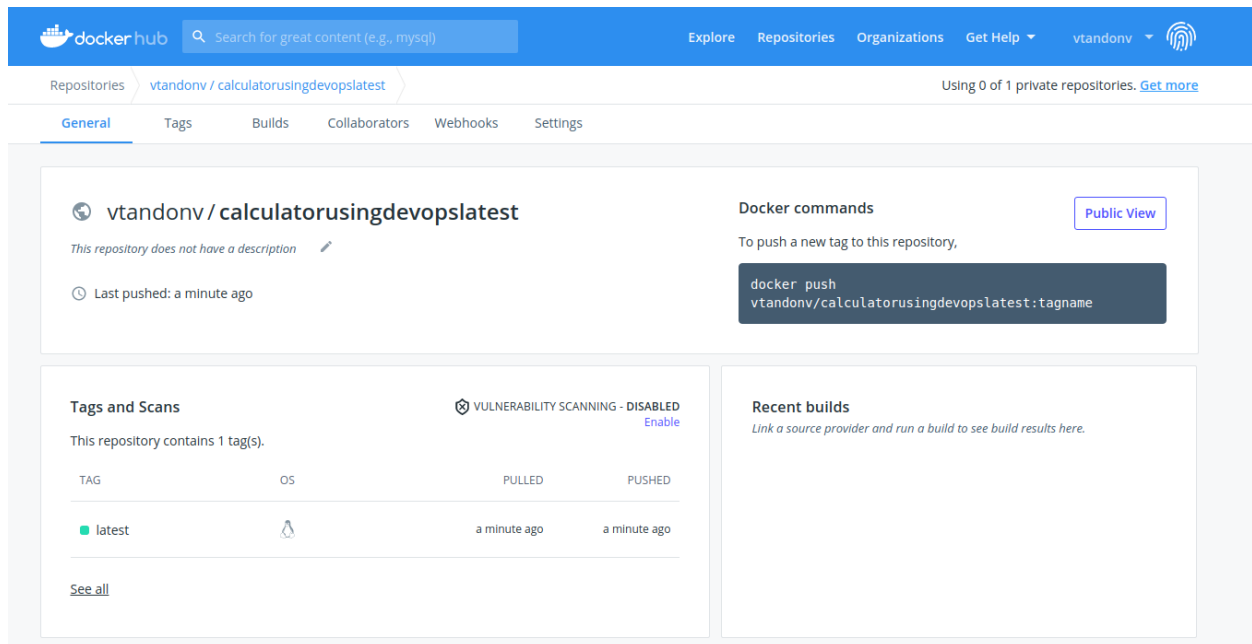 docker hub
Search for great content (e.g., mysql)
Explore
Repositories
Organizations
Get Help
vtandonv
Repositories
vtandonv / calculatorusingdevopslatest
Using 0 of 1 private repositories. Get more
General
Tags
Builds
Collaborators
Webhooks
Settings
vtandonv / calculatorusingdevopslatest
This repository does not have a description
Last pushed: a minute ago
Docker commands
Public View
To push a new tag to this repository,
docker push
vtandonv/calculatorusingdevopslatest:tagname
Tags and Scans
VULNERABILITY SCANNING - DISABLED
Enable
This repository contains 1 tag(s).
TAG
OS
PULLED
PUSHED
latest
a minute ago
a minute ago
See all
Recent builds
Link a source provider and run a build to see build results here.